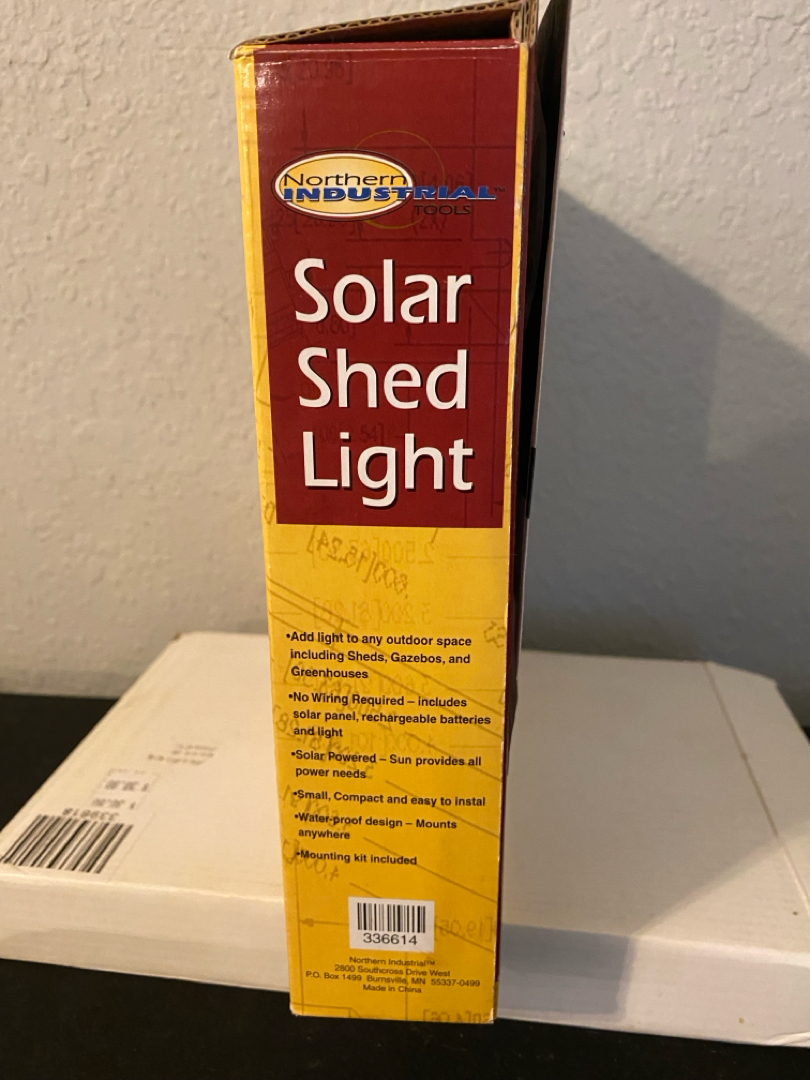 Northern
INDUSTRIAL™
TOOLS
Solar
Shed
Light
•Add light to any outdoor space
including Sheds, Gazebos, and
Greenhouses
•No Wiring Required – includes
solar panel, rechargeable batteries
and light
•Solar Powered – Sun provides all
power needs
•Small, Compact and easy to instal
•Water-proof design – Mounts
anywhere
•Mounting kit included
336614
Northern Industrial™
2800 Southcross Drive West
P.O. Box 1499 Burnsville, MN 55337-0499
Made in China